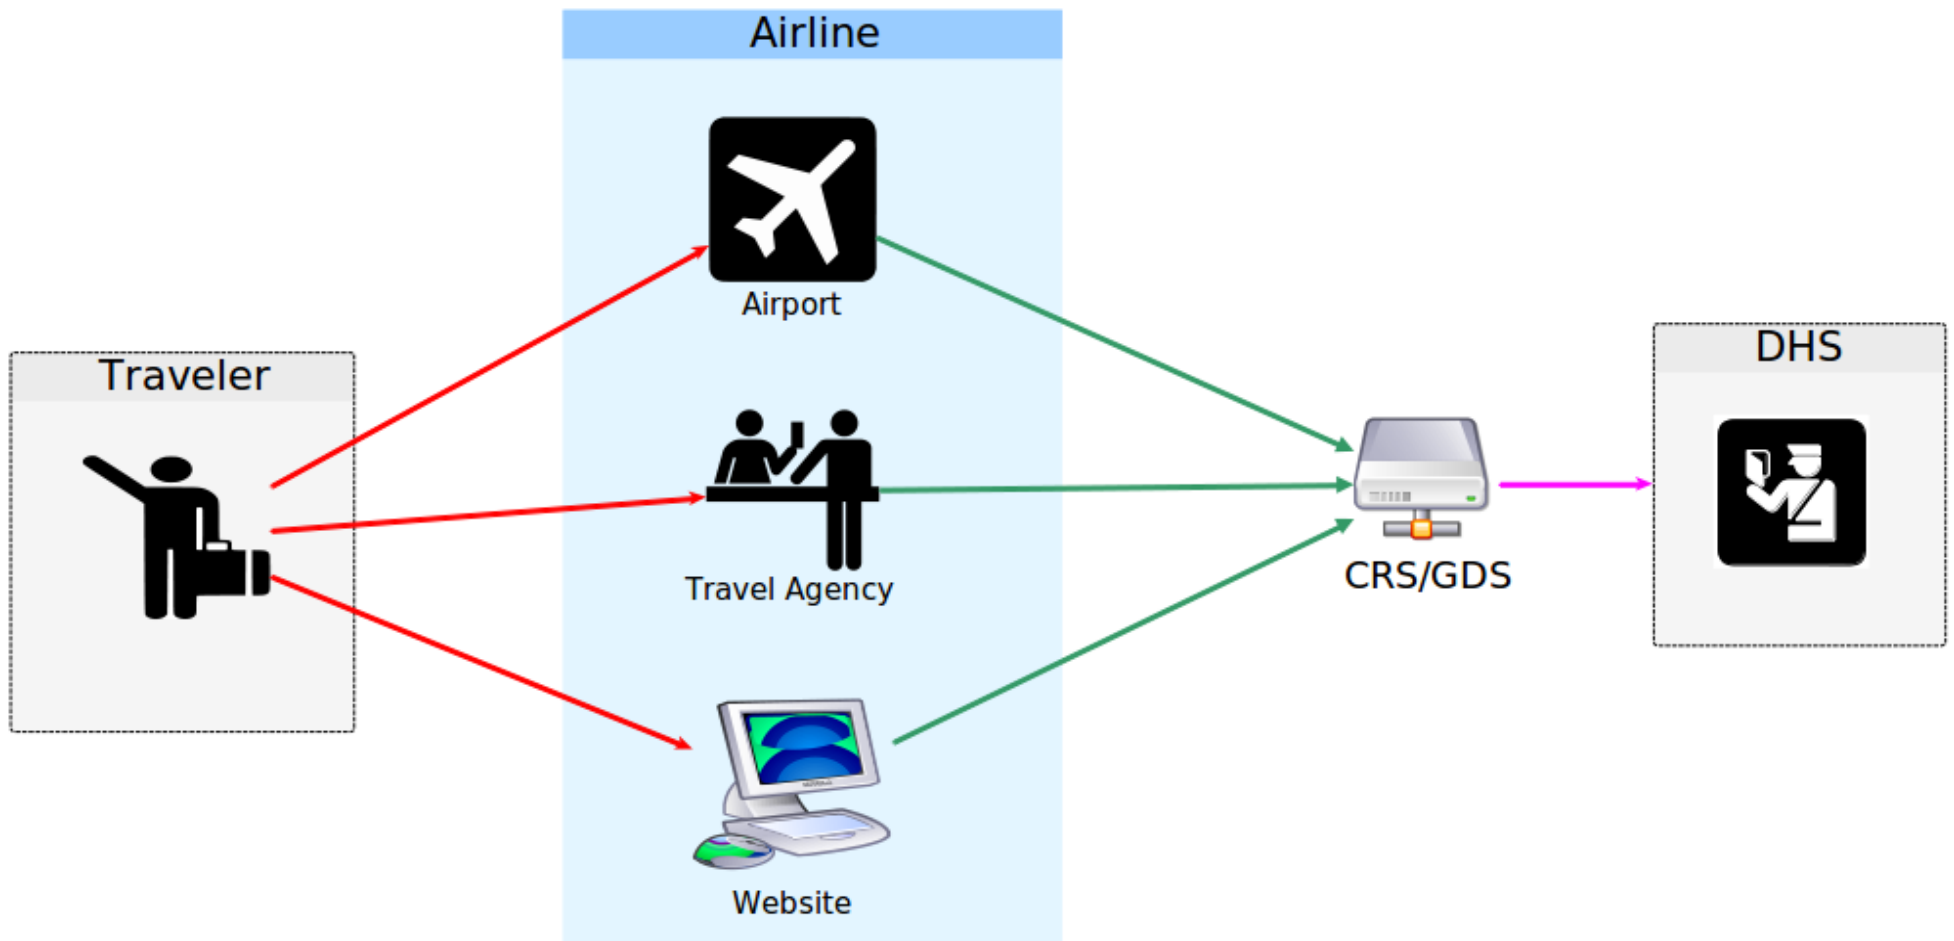 Airline
Airport
Traveler
DHS
Travel Agency
CRS/GDS
Website